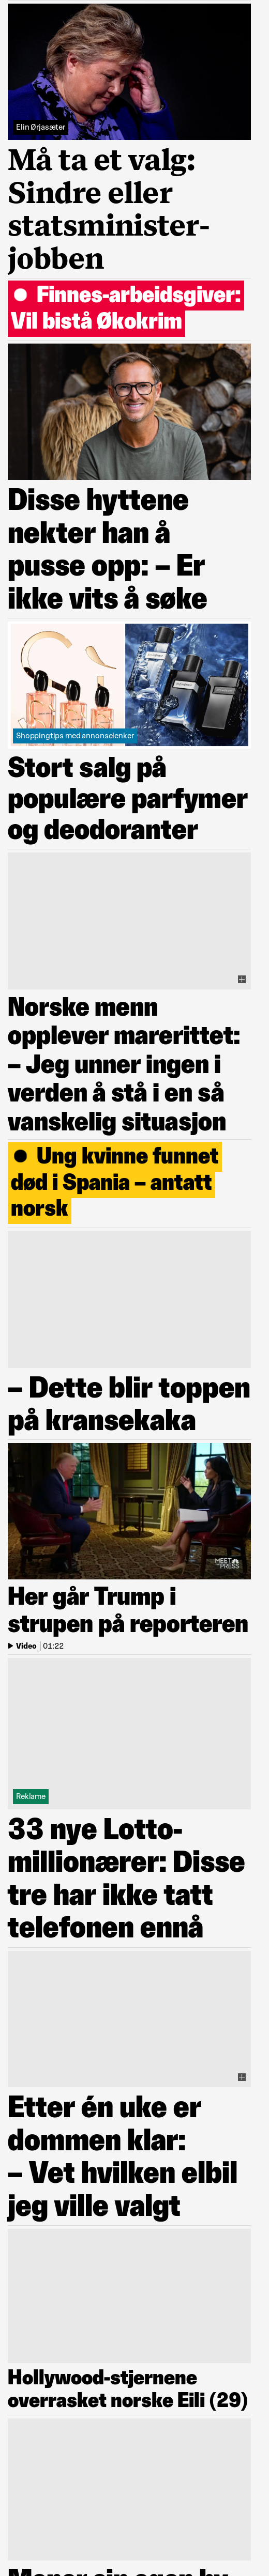 Elin Ørjasæter
Må ta et valg:
Sindre eller
statsminister-
jobben
Finnes-arbeidsgiver:
Vil bistå Økokrim
Disse hyttene
nekter han å
pusse opp: – Er
ikke vits å søke
Shoppingtips med annonselenker
Stort salg på
populære parfymer
og deodoranter
Norske menn
opplever marerittet:
– Jeg unner ingen i
verden å stå i en så
vanskelig situasjon
Ung kvinne funnet
død i Spania – antatt
norsk
– Dette blir toppen
på kransekaka
MEET
THE PRESS
Her går Trump i
strupen på reporteren
Video | 01:22
Reklame
33 nye Lotto-
millionærer: Disse
tre har ikke tatt
telefonen ennå
Etter én uke er
dommen klar:
– Vet hvilken elbil
jeg ville valgt
Hollywood-stjernene
overrasket norske Eili (29)